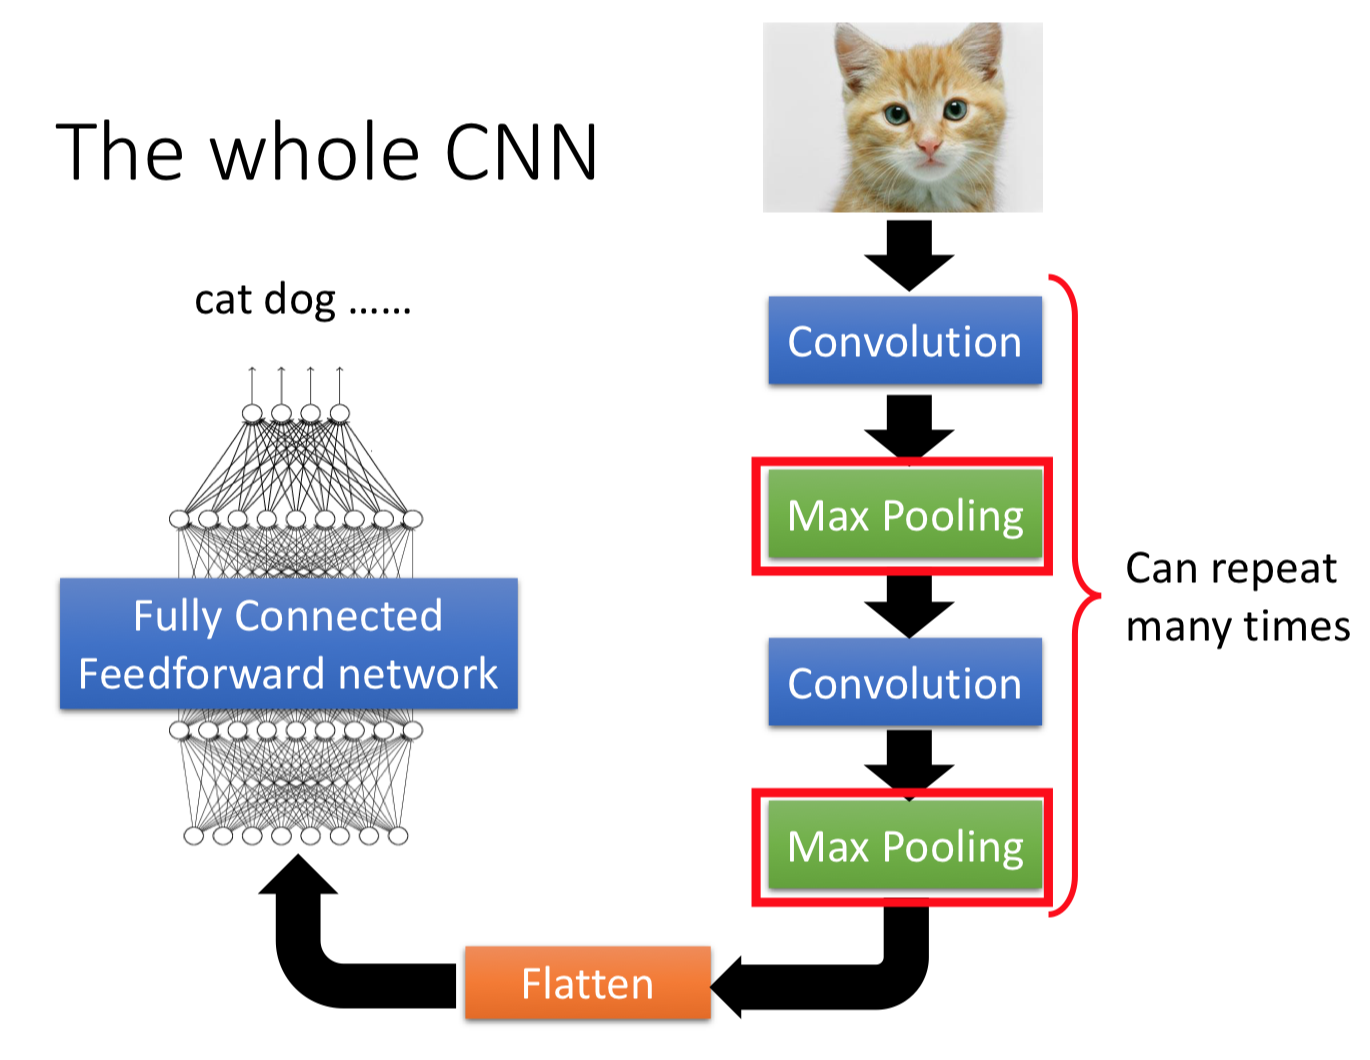 The whole CNN
cat dog ......
Convolution
Max Pooling
Convolution
Max Pooling
Can repeat
many times
Flatten
Fully Connected
Feedforward network